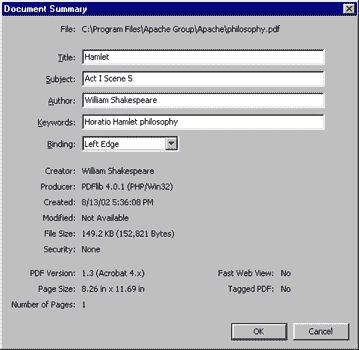 Document Summary
File: C:\Program Files\Apache Group\Apache\philosophy.pdf
Title: Hamlet
Subject: Act I Scene 5
Author: William Shakespeare
Keywords: Horatio Hamlet philosophy
Binding: Left Edge
Creator: William Shakespeare
Producer: PDFlib 4.0.1 (PHP/Win32)
Created: 8/13/02 5:36:08 PM
Modified: Not Available
File Size: 149.2 KB (152,821 Bytes)
Security: None
PDF Version: 1.3 (Acrobat 4.x) Fast Web View: No
Page Size: 8.26 in x 11.69 in Tagged PDF: No
Number of Pages: 1
OK Cancel